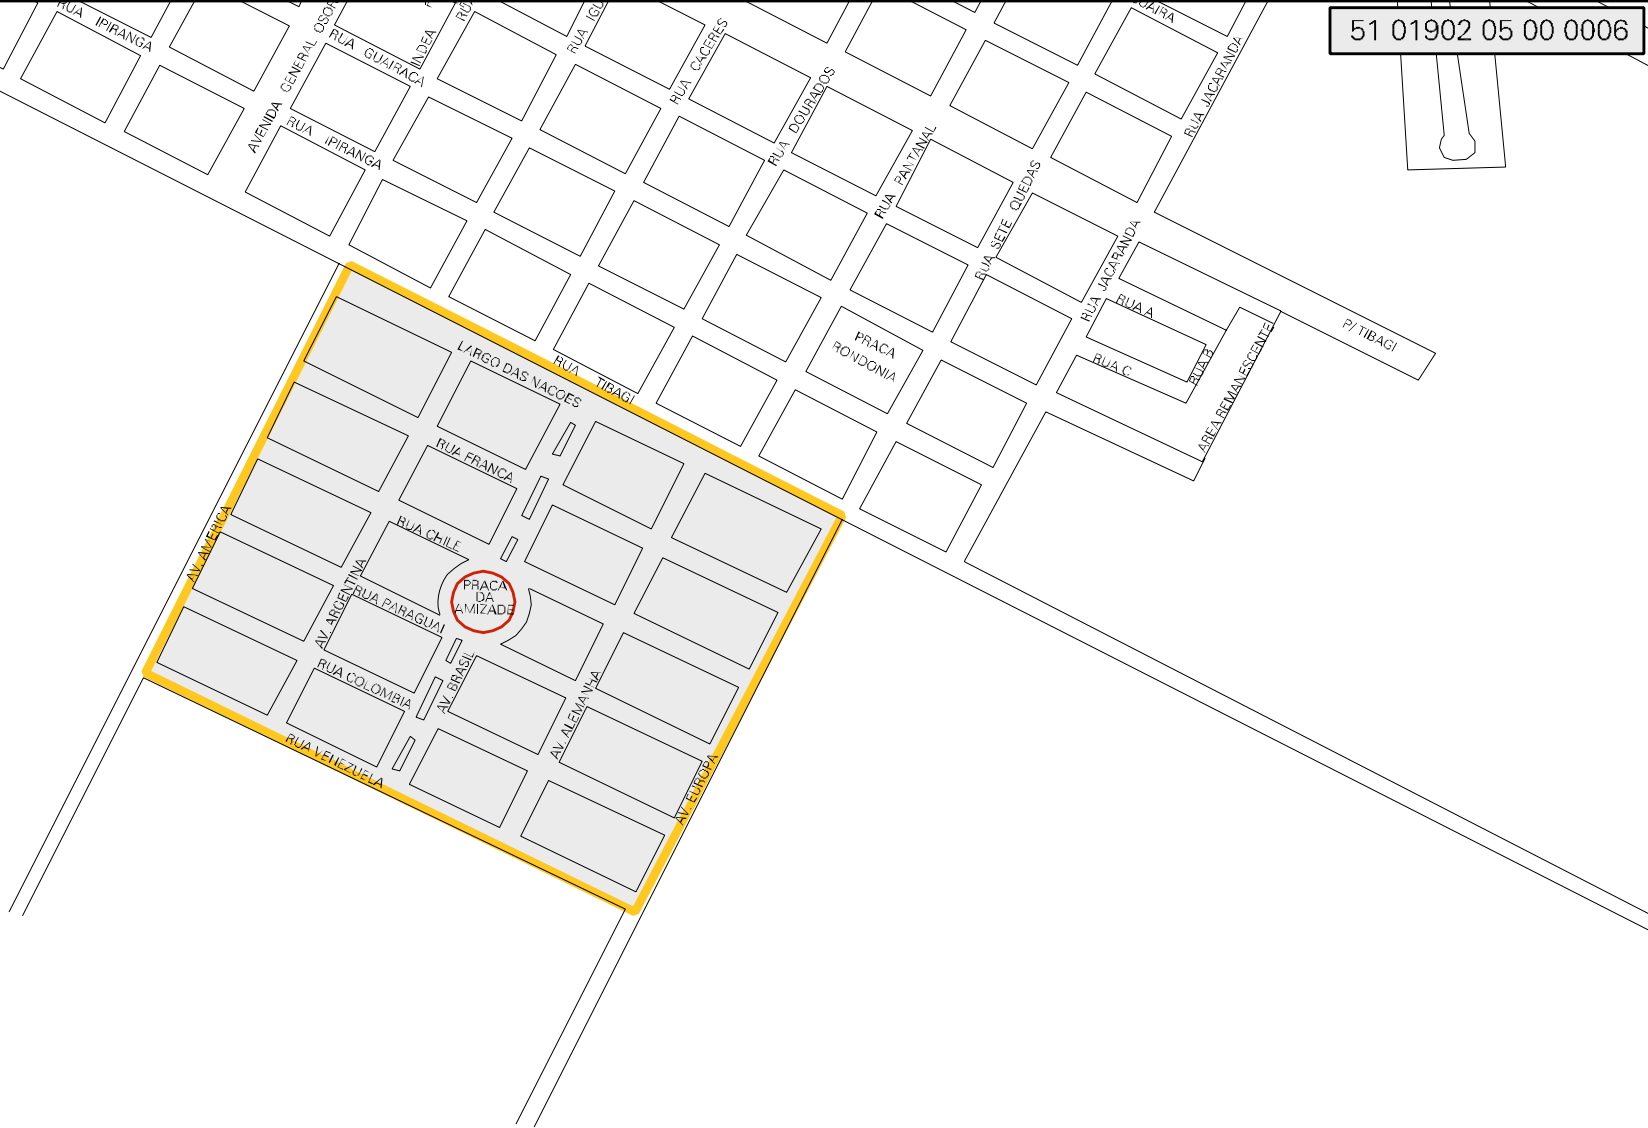 51 01902 05 00 0006
RUA IPIRANGA
AVENIDA GENERAL
RUA GUAIRACA
RUA IPIRANGA
RUA CACERES
RUA DOURADOS
RUA PANTANAL
RUA SETE QUEDAS
RUA JACARANDA
RUA JACARANDA
RUA A
RUA B
RUA C
AREA REMANESCENTE
P/ TIBAGI
PRACA
RONDONIA
LARGO DAS NACOES
RUA TIBAGI
RUA FRANCA
RUA CHILE
PRACA
DA
AMIZADE
AV. AMERICA
AV. ARGENTINA
RUA PARAGUAI
RUA COLOMBIA
AV. BRASIL
AV. ALEMANHA
RUA VENEZUELA
AV. EUROPA